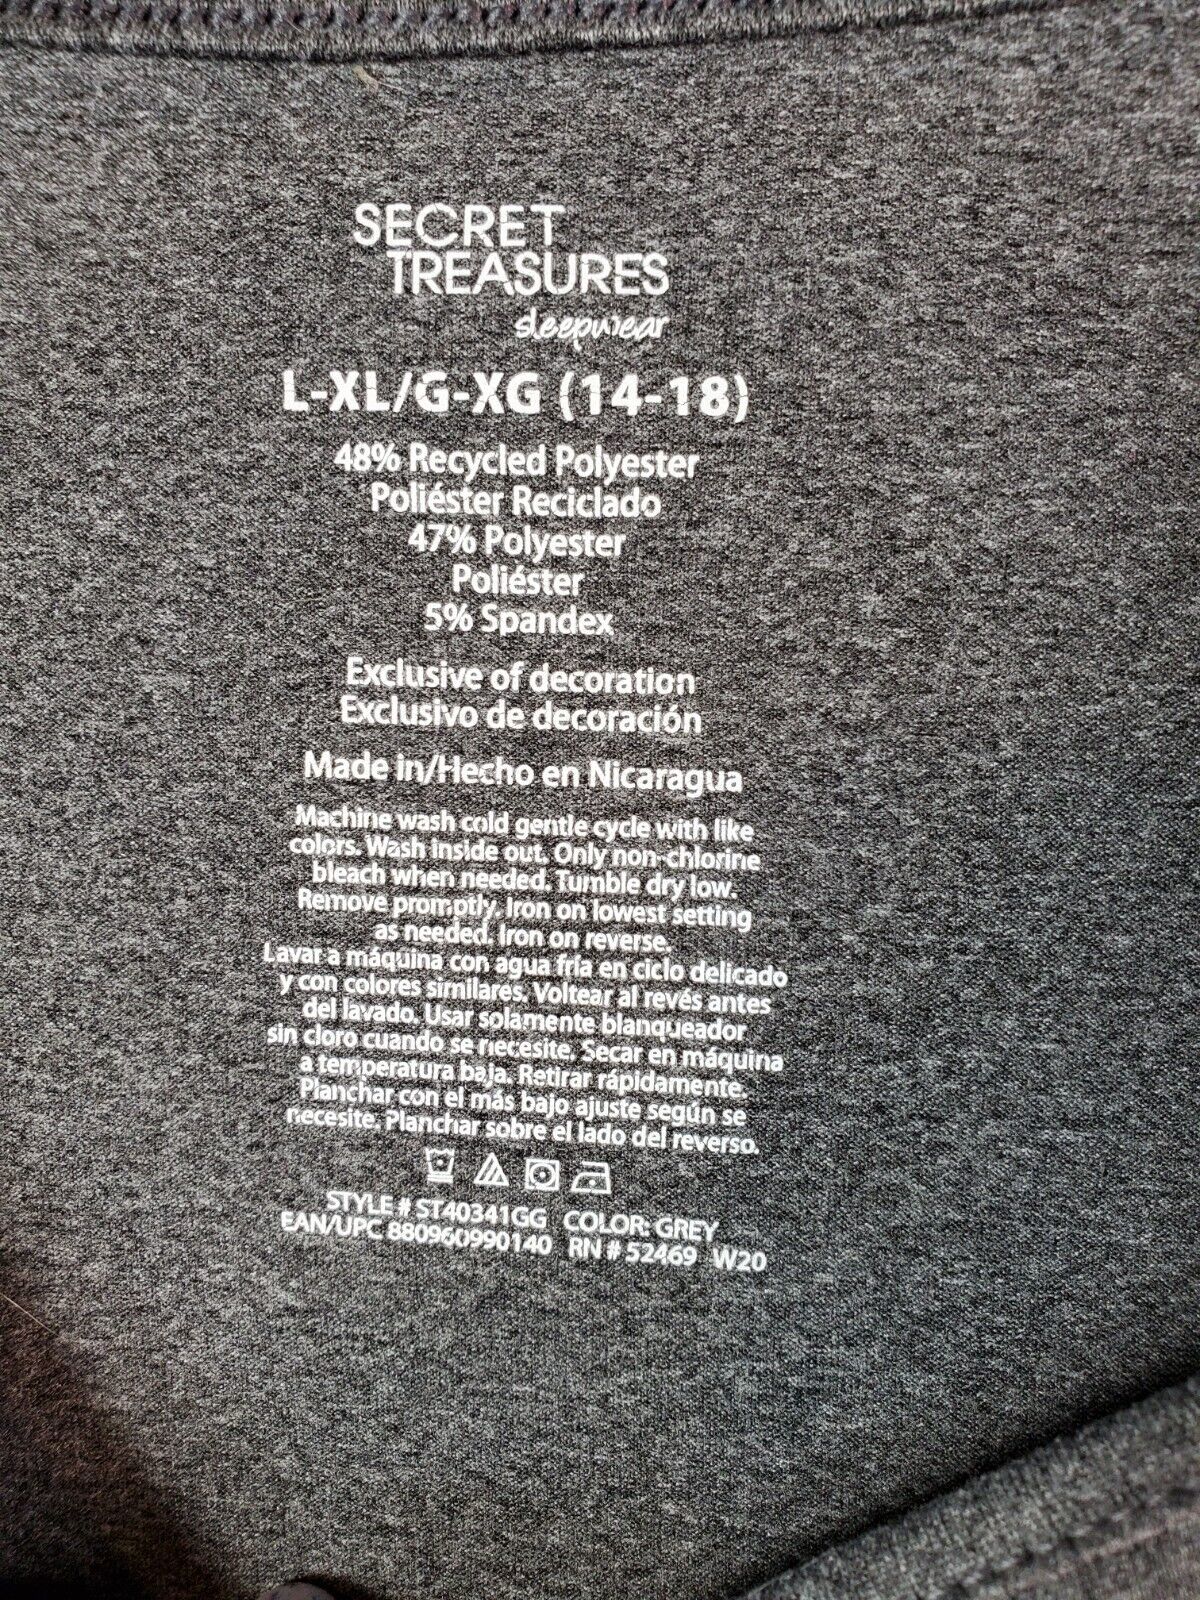 SECRET
TREASURES
sleepwear
L-XL/G-XG (14-18)
48% Recycled Polyester
Poliéster Reciclado
47% Polyester
Poliéster
5% Spandex
Exclusive of decoration
Exclusivo de decoración
Made in/Hecho en Nicaragua
Machine wash cold gentle cycle with like
colors. Wash inside out. Only non-chlorine
bleach when needed. Tumble dry low.
Remove promptly. Iron on lowest setting
as needed. Iron on reverse.
Lavar a máquina con agua fría en ciclo delicado
y con colores similares. Voltear al revés antes
del lavado. Usar solamente blanqueador
sin cloro cuando se necesite. Secar en máquina
a temperatura baja. Retirar rápidamente.
Planchar con el más bajo ajuste según se
necesite. Planchar sobre el lado del reverso.
STYLE # ST40341GG COLOR: GREY
EAN/UPC 880960990140 RN # 52469 W20